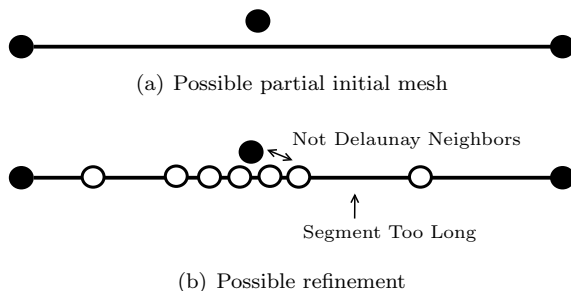 (a) Possible partial initial mesh
Not Delaunay Neighbors
Segment Too Long
(b) Possible refinement